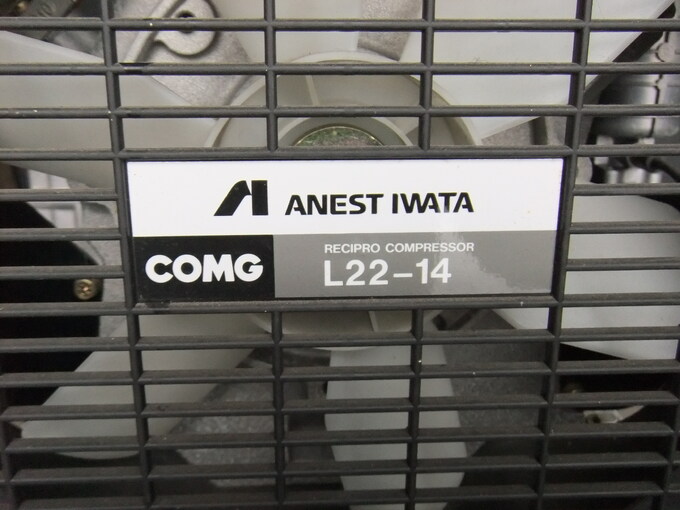 ANEST IWATA
COMG
RECIPRO COMPRESSOR
L22-14